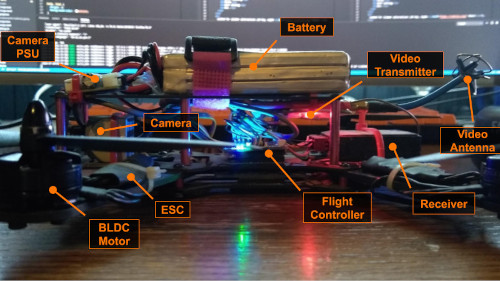 Battery
Camera
PSU
Video
Transmitter
Camera
Video
Antenna
ESC
Flight
Controller
Receiver
BLDC
Motor